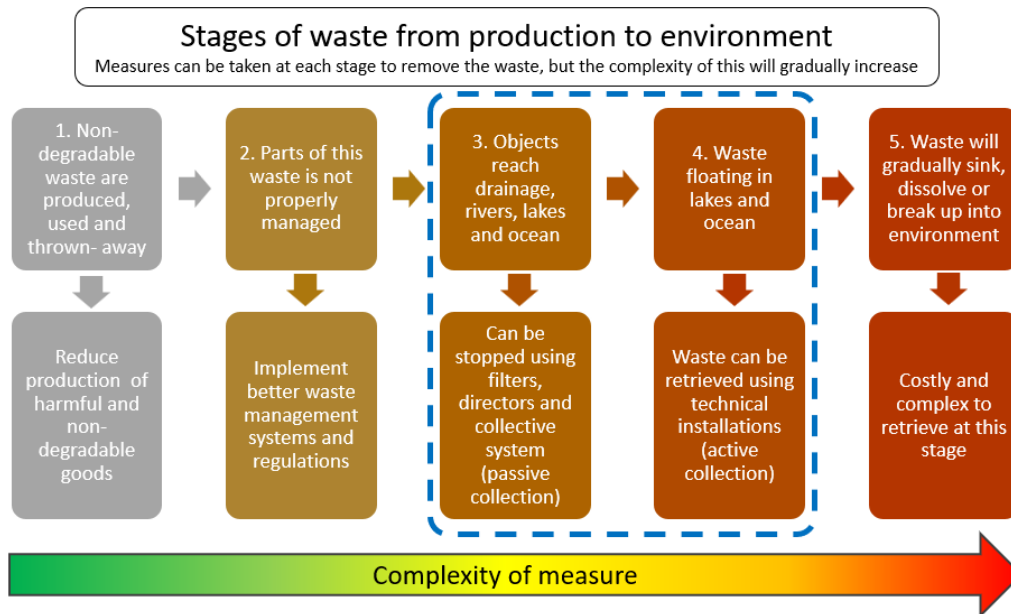 Stages of waste from production to environment
Measures can be taken at each stage to remove the waste, but the complexity of this will gradually increase
1. Non-
degradable
waste are
produced,
used and
thrown- away
2. Parts of this
waste is not
properly
managed
3. Objects
reach
drainage,
rivers, lakes
and ocean
4. Waste
floating in
lakes and
ocean
5. Waste will
gradually sink,
dissolve or
break up into
environment
Reduce
production of
harmful and
non-
degradable
goods
Implement
better waste
management
systems and
regulations
Can be
stopped using
filters,
directors and
collective
system
(passive
collection)
Waste can be
retrieved using
technical
installations
(active
collection)
Costly and
complex to
retrieve at this
stage
Complexity of measure